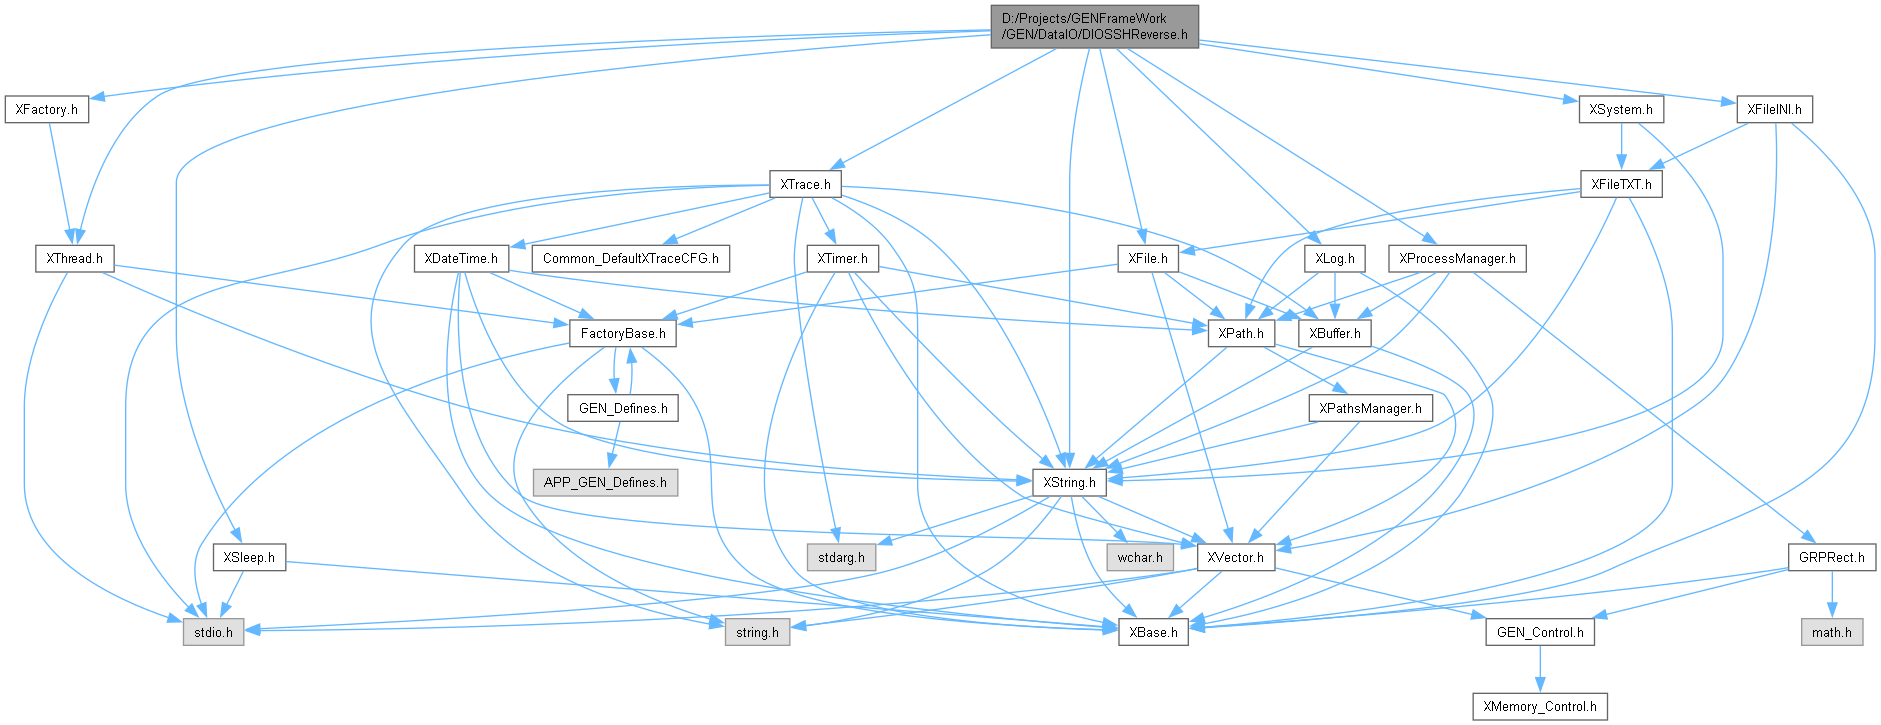 D:/Projects/GENFrameWork
/GEN/DataIO/DIOSSHReverse.h
XFactory.h
XSystem.h
XFileINI.h
XTrace.h
XFileTXT.h
XThread.h
XDateTime.h
Common_DefaultXTraceCFG.h
XTimer.h
XFile.h
XLog.h
XProcessManager.h
FactoryBase.h
XPath.h
XBuffer.h
GEN_Defines.h
XPathsManager.h
APP_GEN_Defines.h
XString.h
XSleep.h
stdarg.h
wchar.h
XVector.h
GRPRect.h
stdio.h
string.h
XBase.h
GEN_Control.h
math.h
XMemory_Control.h